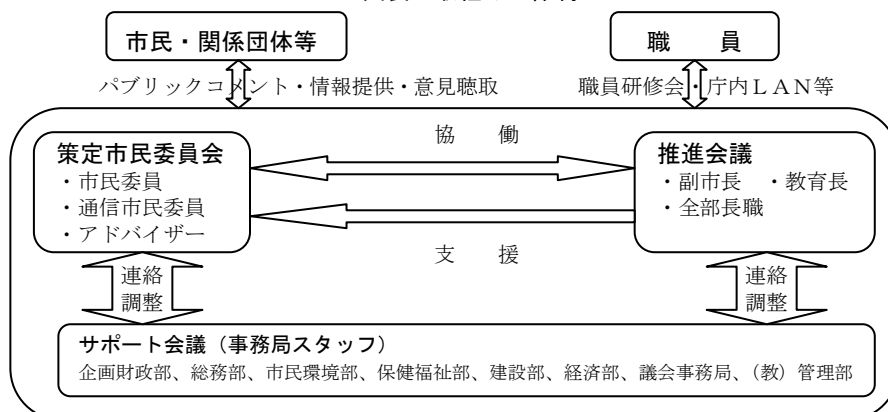 市民・関係団体等
職　　員
パブリックコメント・情報提供・意見聴取
職員研修会・庁内ＬＡＮ等
策定市民委員会
・市民委員
・通信市民委員
・アドバイザー
協　　働
支　　援
推進会議
・副市長　・教育長
・全部長職
連絡
調整
連絡
調整
サポート会議（事務局スタッフ）
企画財政部、総務部、市民環境部、保健福祉部、建設部、経済部、議会事務局、（教）管理部